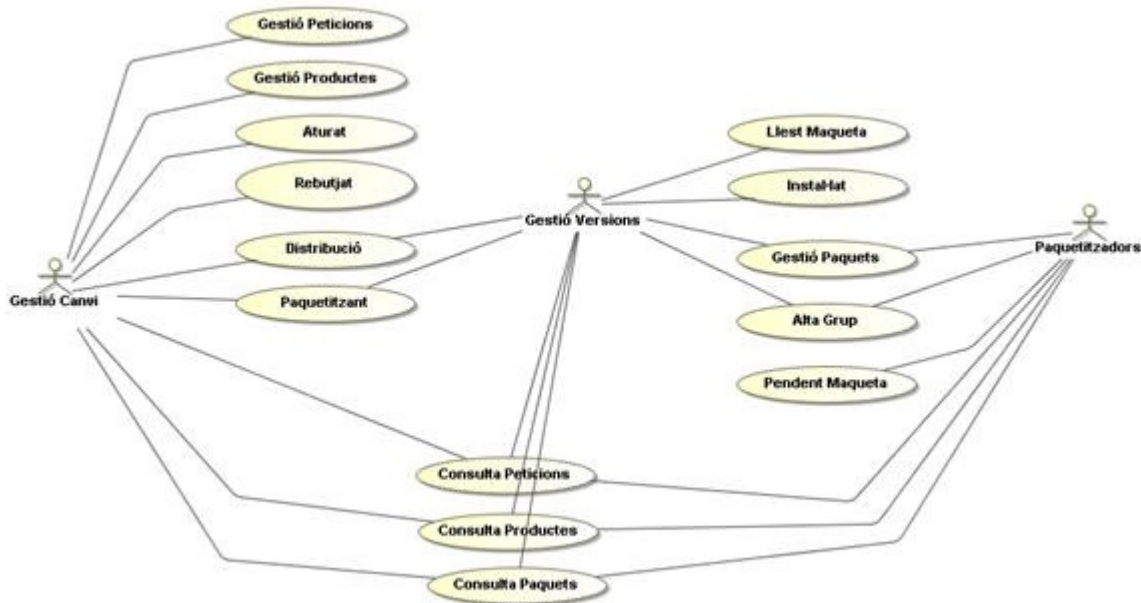 Gestió Peticions
Gestió Productes
Aturat
Rebutjat
Distribució
Paquetitzant
Gestió Canvi
Gestió Versions
Llest Maqueta
Instal·lat
Gestió Paquets
Alta Grup
Pendent Maqueta
Paquetitzadors
Consulta Peticions
Consulta Productes
Consulta Paquets